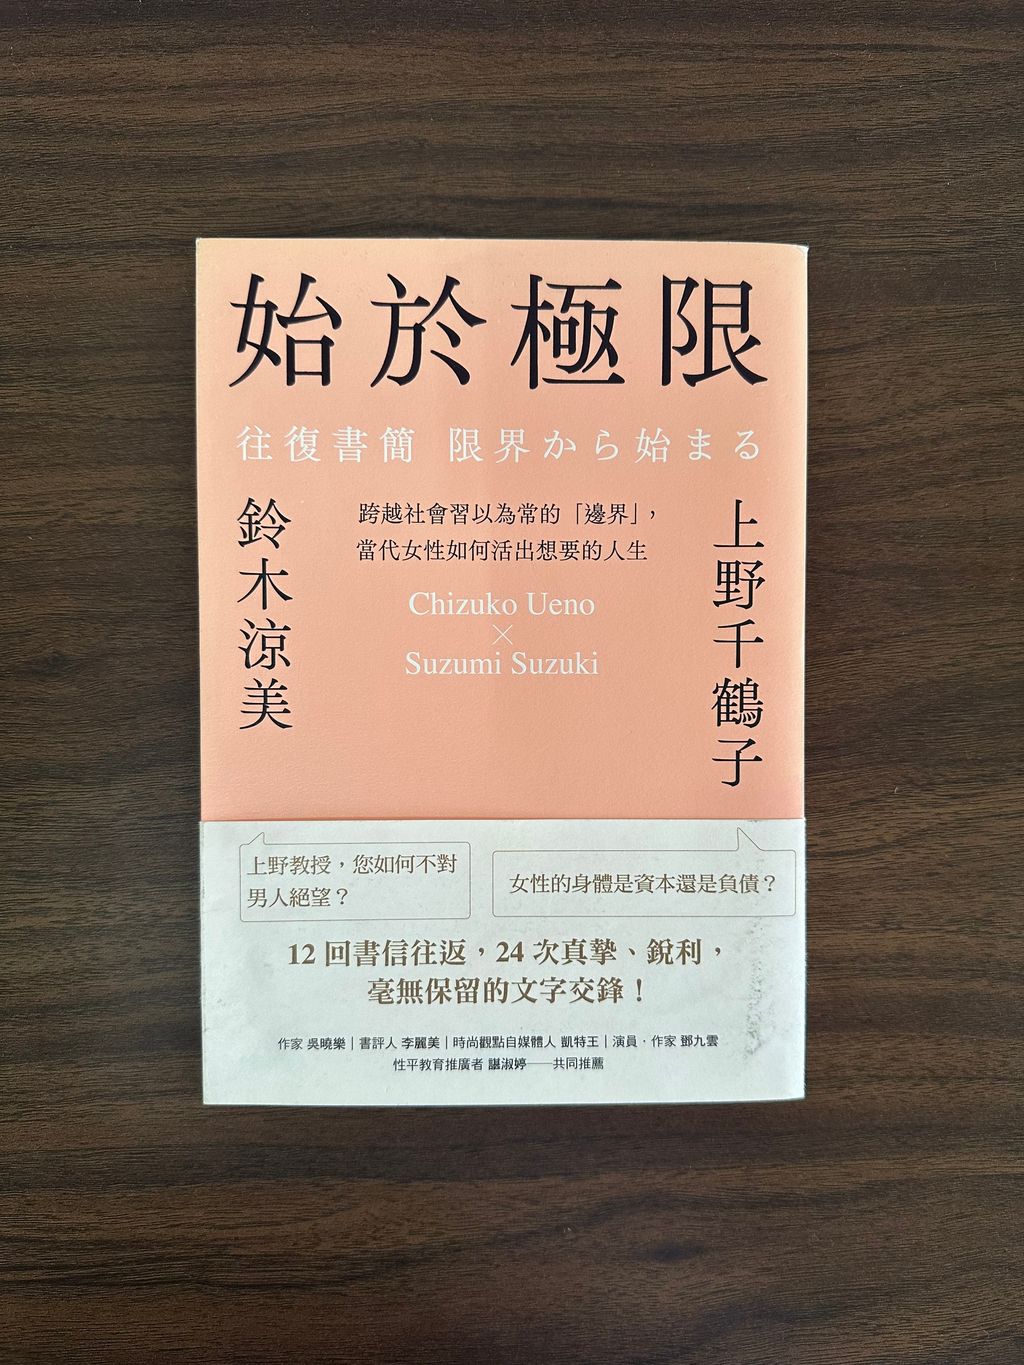 始於極限
往復書簡 限界から始まる
上野千鶴子
鈴木涼美
跨越社會習以為常的「邊界」，
當代女性如何活出想要的人生
Chizuko Ueno
×
Suzumi Suzuki
上野教授，您如何不對
男人絕望？
女性的身體是資本還是負債？
12 回書信往返，24 次真摯、銳利，
毫無保留的文字交鋒！
作家 吳曉樂｜書評人 李麗美｜時尚觀點自媒體人 凱特王｜演員・作家 鄧九雲
性平教育推廣者 諶淑婷──共同推薦